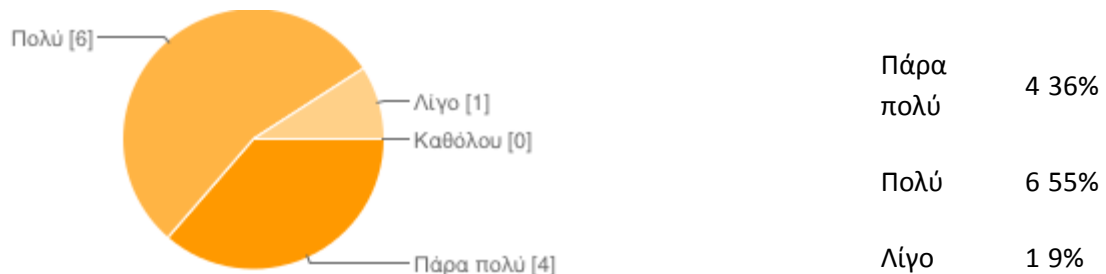 Πολύ [6]
Λίγο [1]
Καθόλου [0]
Πάρα πολύ [4]
Πάρα
πολύ 4 36%
Πολύ 6 55%
Λίγο 1 9%